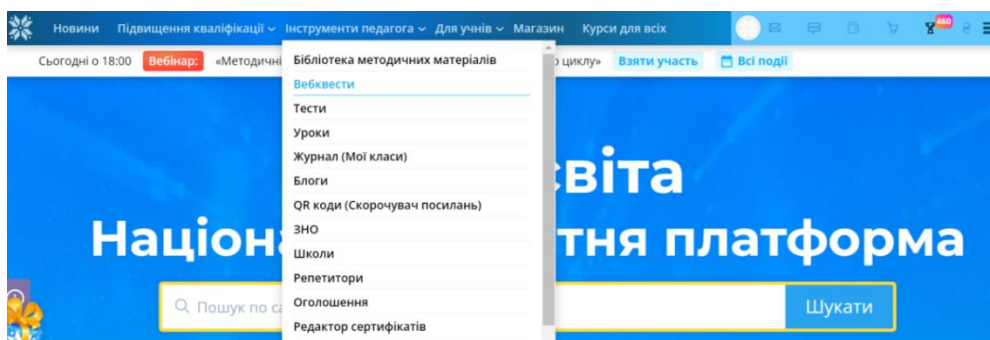 Новини Підвищення кваліфікації Інструменти педагога Для учнів Магазин Курси для всіх 460
Сьогодні о 18:00 Вебінар: «Методичні циклу» Взяти участь Всі події
Бібліотека методичних матеріалів
Вебквести
Тести
Уроки
Журнал (Мої класи)
Блоги
QR коди (Скорочувач посилань)
ЗНО
Школи
Репетитори
Оголошення
Редактор сертифікатів
світа
Націон тня платформа
Пошук по са Шукати